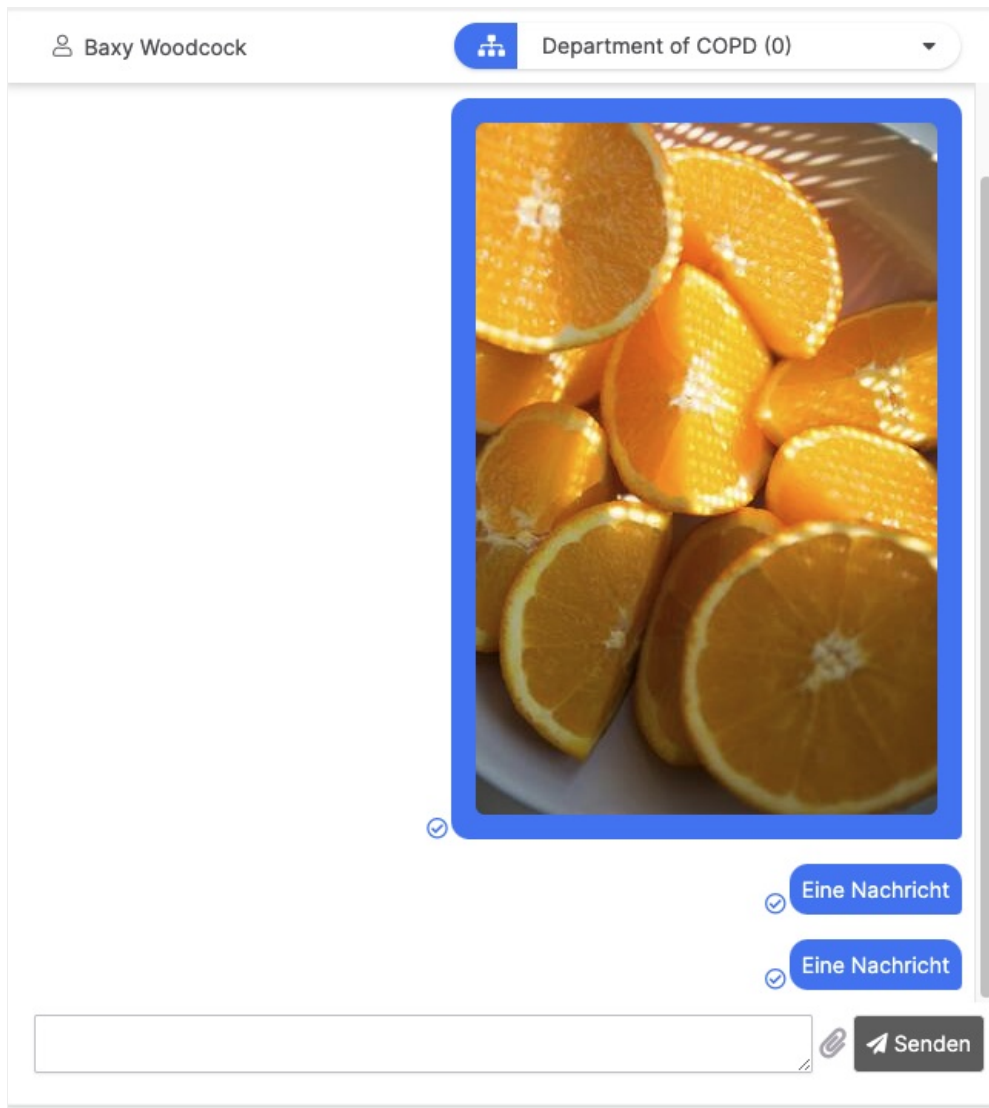 Baxy Woodcock
Department of COPD (0)
Eine Nachricht
Eine Nachricht
Senden